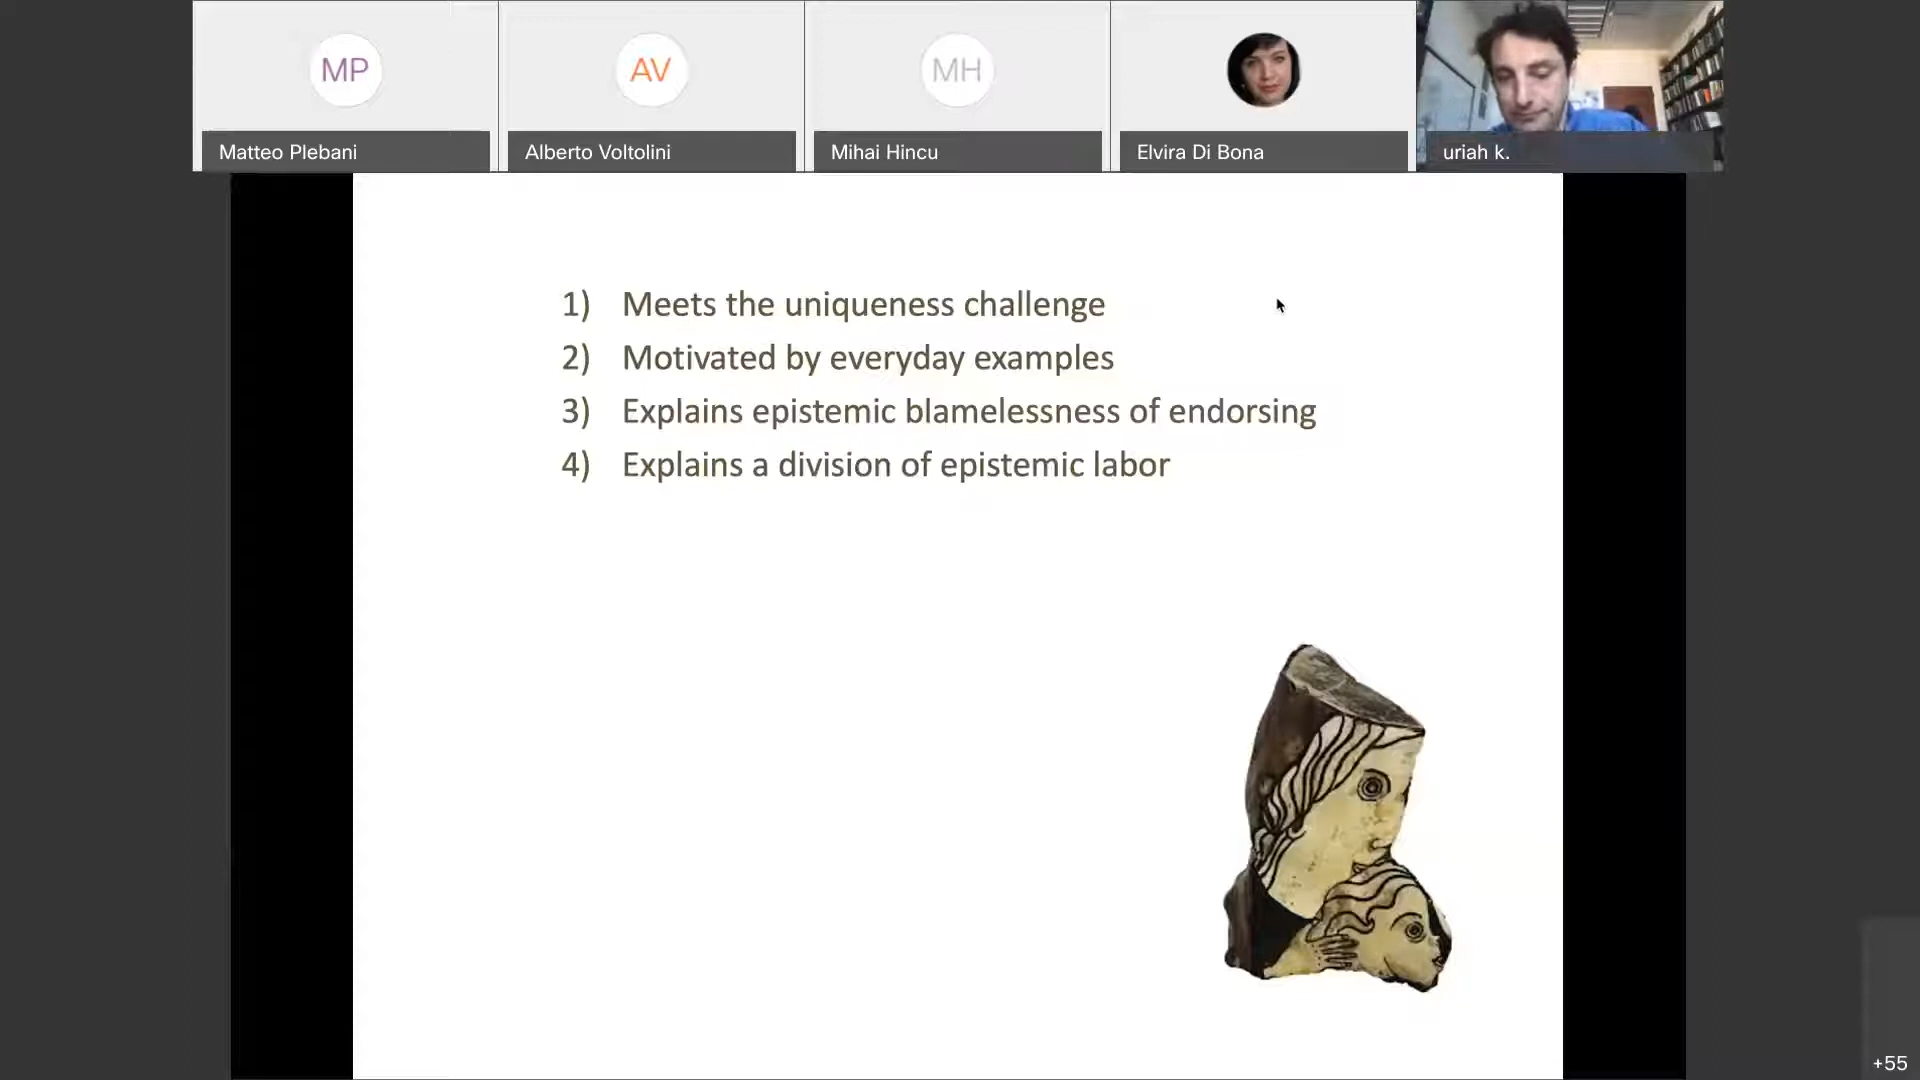 MP
AV
MH
Matteo Plebani
Alberto Voltolini
Mihai Hincu
Elvira Di Bona
uriah k.
1) Meets the uniqueness challenge
2) Motivated by everyday examples
3) Explains epistemic blamelessness of endorsing
4) Explains a division of epistemic labor
+55